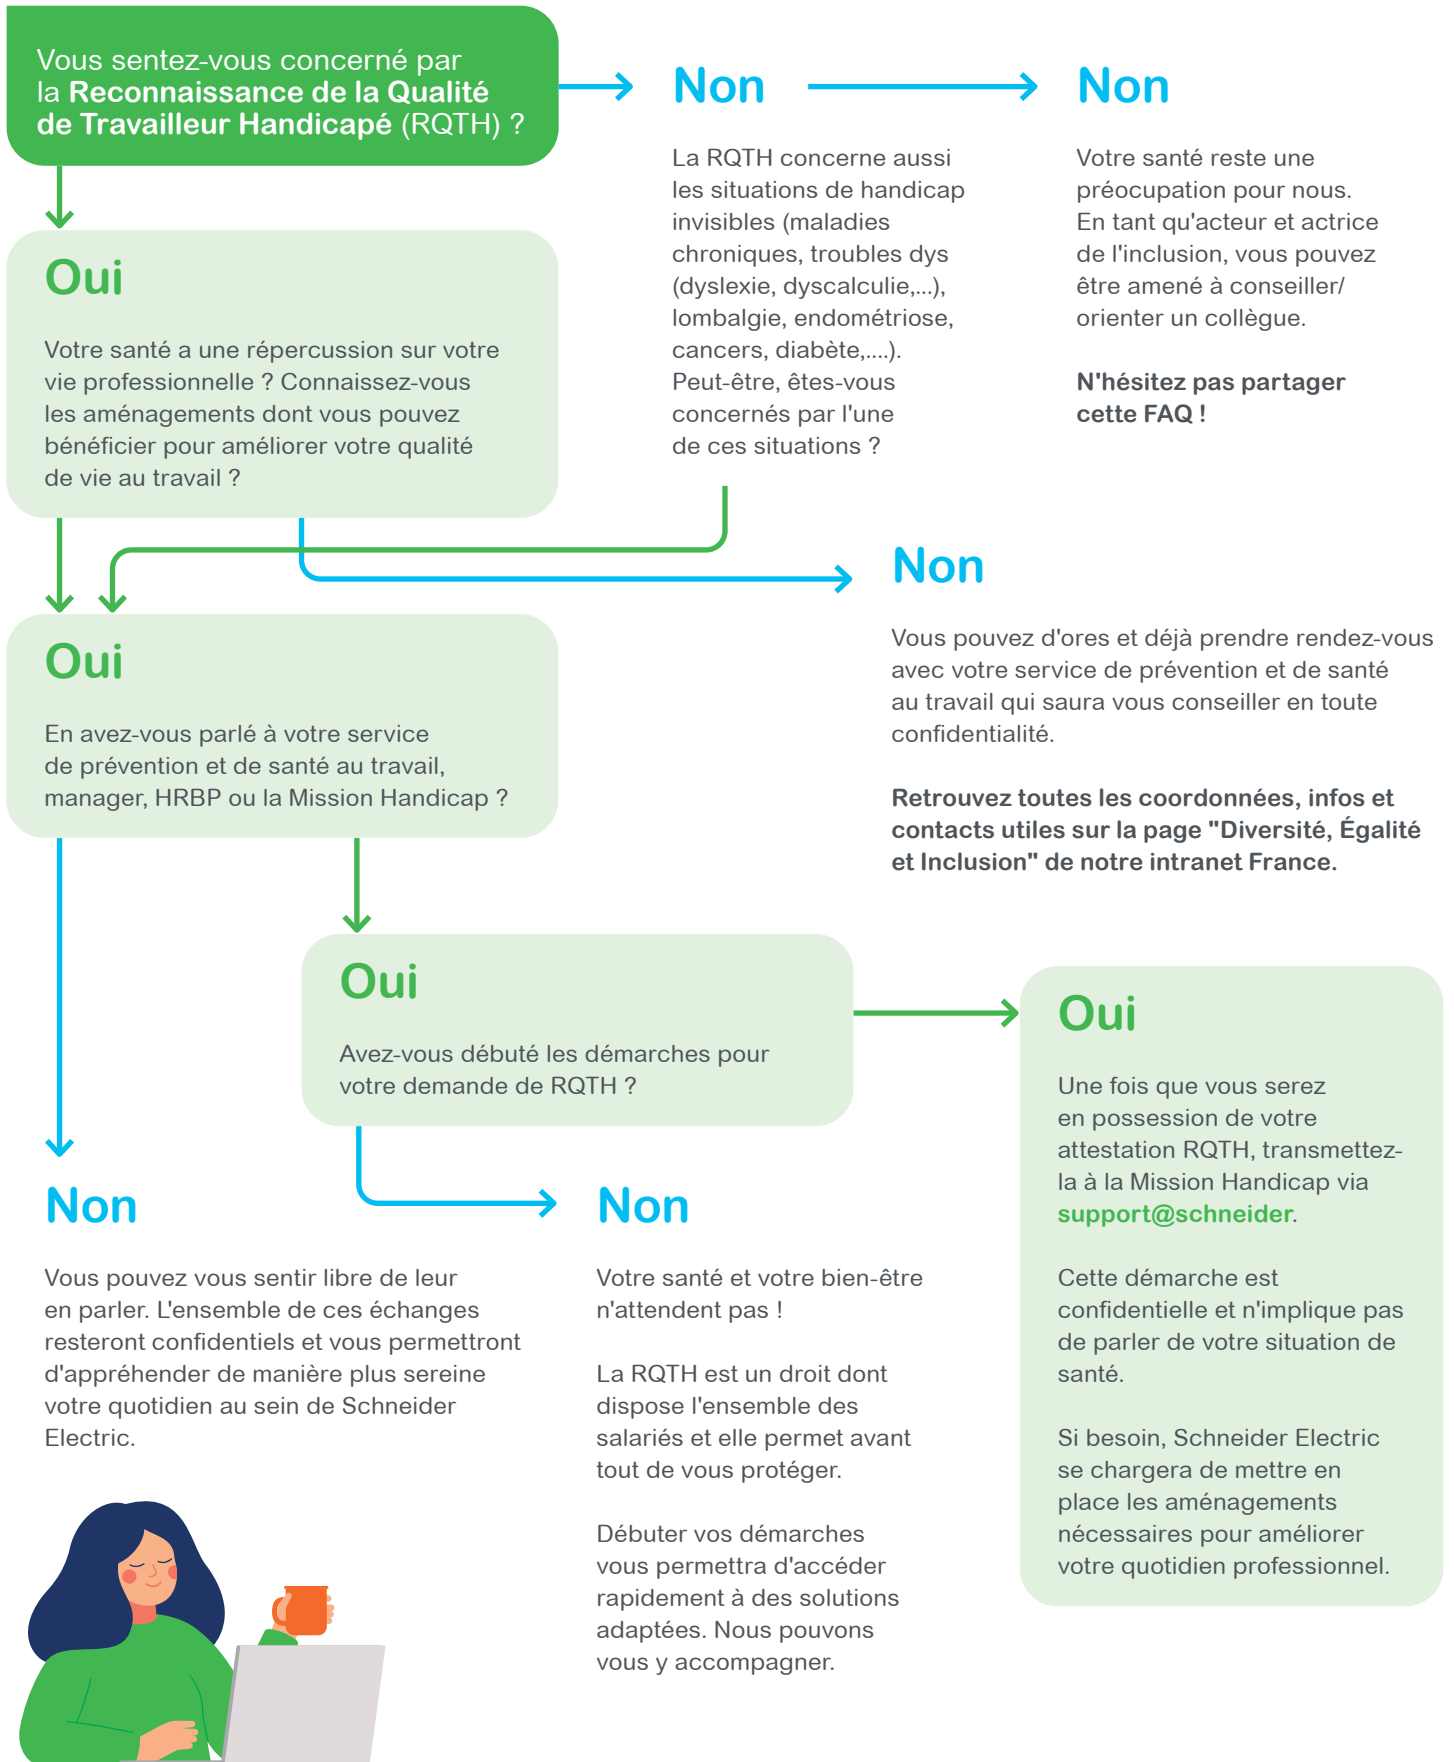 Vous sentez-vous concerné par
la Reconnaissance de la Qualité
de Travailleur Handicapé (RQTH) ?
Non
La RQTH concerne aussi
les situations de handicap
invisibles (maladies
chroniques, troubles dys
(dyslexie, dyscalculie,...),
lombalgie, endométriose,
cancers, diabète,....).
Peut-être, êtes-vous
concernés par l'une
de ces situations ?
Non
Votre santé reste une
préocupation pour nous.
En tant qu'acteur et actrice
de l'inclusion, vous pouvez
être amené à conseiller/
orienter un collègue.
N'hésitez pas partager
cette FAQ !
Oui
Votre santé a une répercussion sur votre
vie professionnelle ? Connaissez-vous
les aménagements dont vous pouvez
bénéficier pour améliorer votre qualité
de vie au travail ?
Non
Vous pouvez d'ores et déjà prendre rendez-vous
avec votre service de prévention et de santé
au travail qui saura vous conseiller en toute
confidentialité.
Retrouvez toutes les coordonnées, infos et
contacts utiles sur la page "Diversité, Égalité
et Inclusion" de notre intranet France.
Oui
En avez-vous parlé à votre service
de prévention et de santé au travail,
manager, HRBP ou la Mission Handicap ?
Oui
Avez-vous débuté les démarches pour
votre demande de RQTH ?
Oui
Une fois que vous serez
en possession de votre
attestation RQTH, transmettez-
la à la Mission Handicap via
support@schneider.
Cette démarche est
confidentielle et n'implique pas
de parler de votre situation de
santé.
Si besoin, Schneider Electric
se chargera de mettre en
place les aménagements
nécessaires pour améliorer
votre quotidien professionnel.
Non
Vous pouvez vous sentir libre de leur
en parler. L'ensemble de ces échanges
resteront confidentiels et vous permettront
d'appréhender de manière plus sereine
votre quotidien au sein de Schneider
Electric.
Non
Votre santé et votre bien-être
n'attendent pas !
La RQTH est un droit dont
dispose l'ensemble des
salariés et elle permet avant
tout de vous protéger.
Débuter vos démarches
vous permettra d'accéder
rapidement à des solutions
adaptées. Nous pouvons
vous y accompagner.